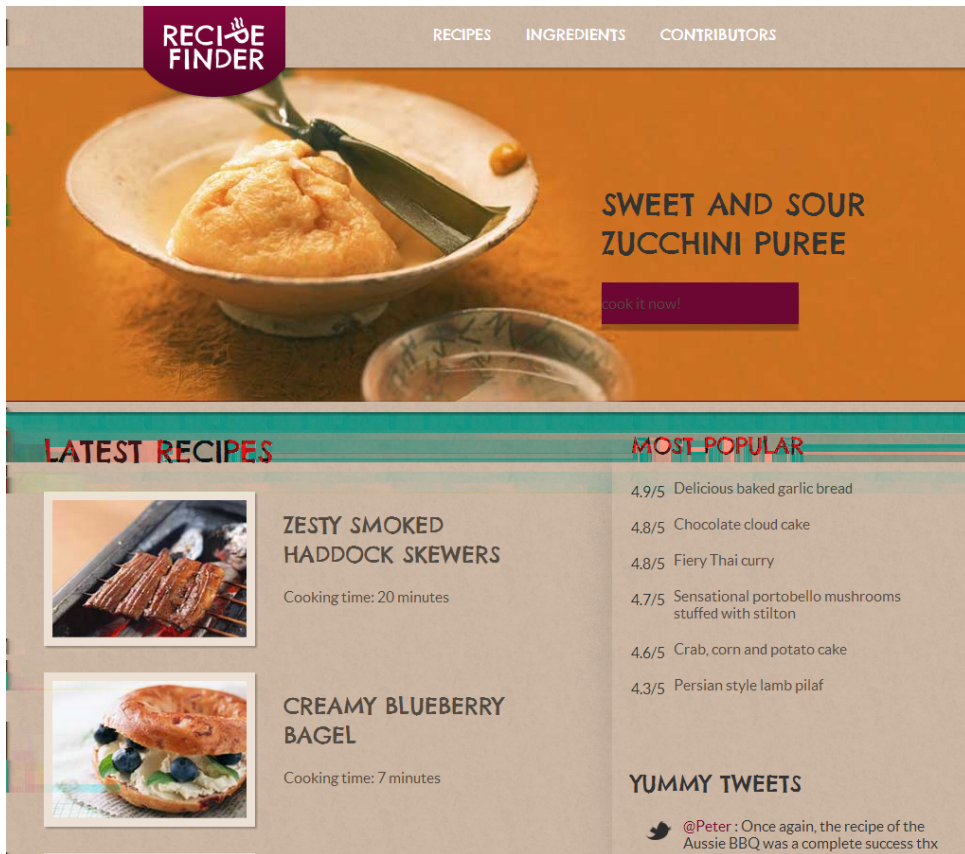 RECIPE
FINDER
RECIPES INGREDIENTS CONTRIBUTORS
SWEET AND SOUR
ZUCCHINI PUREE
cook it now!
LATEST RECIPES
ZESTY SMOKED
HADDOCK SKEWERS
Cooking time: 20 minutes
CREAMY BLUEBERRY
BAGEL
Cooking time: 7 minutes
MOST POPULAR
4.9/5 Delicious baked garlic bread
4.8/5 Chocolate cloud cake
4.8/5 Fiery Thai curry
4.7/5 Sensational portobello mushrooms
stuffed with stilton
4.6/5 Crab, corn and potato cake
4.3/5 Persian style lamb pilaf
YUMMY TWEETS
@Peter : Once again, the recipe of the
Aussie BBQ was a complete success thx